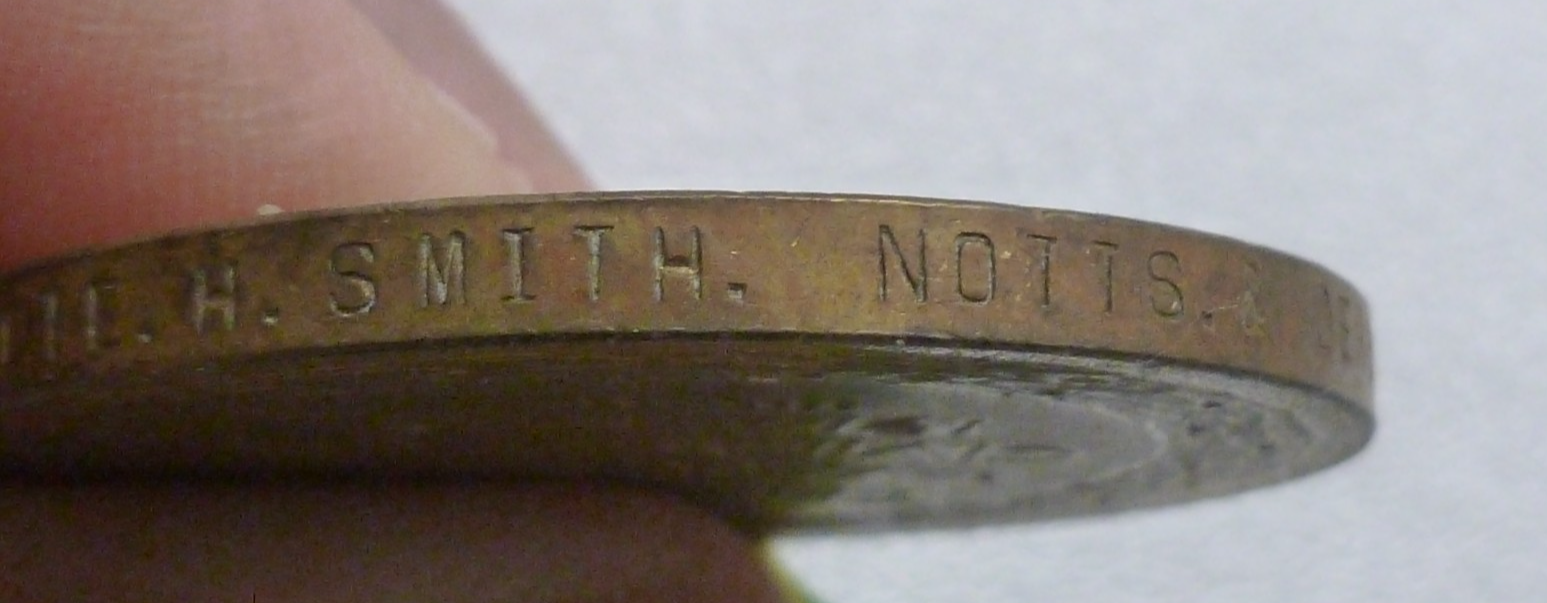 H. SMITH. NOTTS. &